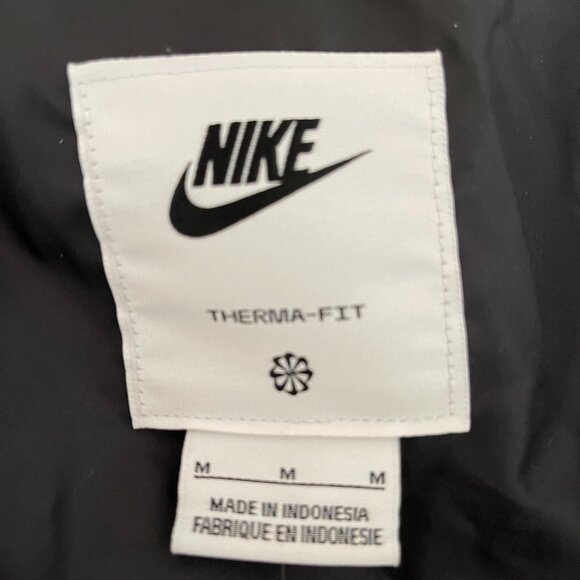 NIKE
THERMA-FIT
M M M
MADE IN INDONESIA
FABRIQUE EN INDONESIE